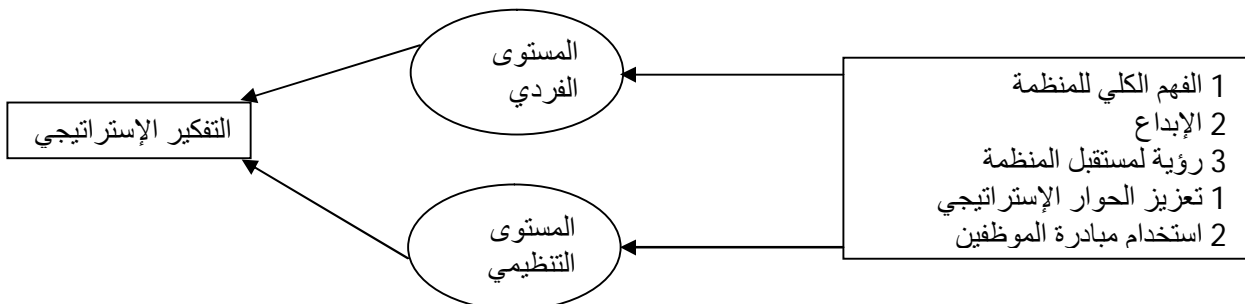 1 الفهم الكلي للمنظمة
2 الإبداع
3 رؤية لمستقبل المنظمة
1 تعزيز الحوار الإستراتيجي
2 استخدام مبادرة الموظفين
المستوى
الفردي
المستوى
التنظيمي
التفكير الإستراتيجي